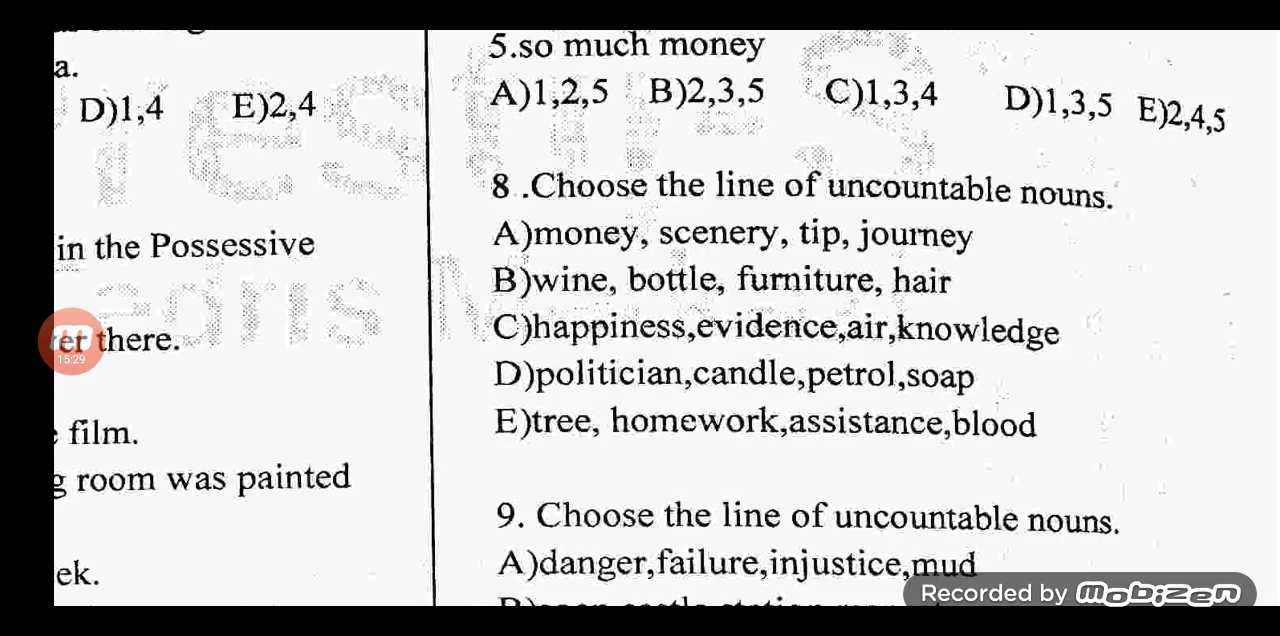 a.
D)1,4 E)2,4
in the Possessive
there.
film.
room was painted
ek.
5.so much money
A)1,2,5 B)2,3,5 C)1,3,4 D)1,3,5 E)2,4,5
8 .Choose the line of uncountable nouns.
A)money, scenery, tip, journey
B)wine, bottle, furniture, hair
C)happiness,evidence,air,knowledge
D)politician,candle,petrol,soap
E)tree, homework,assistance,blood
9. Choose the line of uncountable nouns.
A)danger,failure,injustice,mud
15:29
Recorded by mobizen